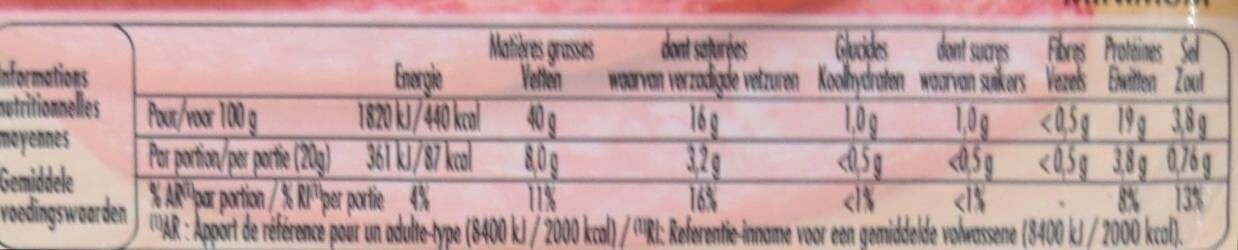 Informations
nutritionnelles
moyennes
Gemiddele
voedingswaarden
Energie
Matières grasses
Vetten
dont saturées
waarvan verzadigde vetzuren
Glucides
Koolhydraten
dont sucres
waarvan suikers
Fibres
Vezels
Protéines
Eiwitten
Sel
Zout
Pour/voor 100 g 1820 kJ/440 kcal 40 g 16 g 1,0 g 1,0 g <0,5 g 19 g 3,8 g
Par portion/per portie (20g) 361 kJ/87 kcal 8,0 g 3,2 g <0,5 g <0,5 g <0,5 g 3,8 g 0,76 g
% AR⁽¹⁾par portion / % RI⁽¹⁾per portie 4% 11% 16% <1% <1% - 8% 13%
⁽¹⁾AR : Apport de référence pour un adulte-type (8400 kJ / 2000 kcal) / ⁽¹⁾RI: Referentie-inname voor een gemiddelde volwassene (8400 kJ / 2000 kcal).